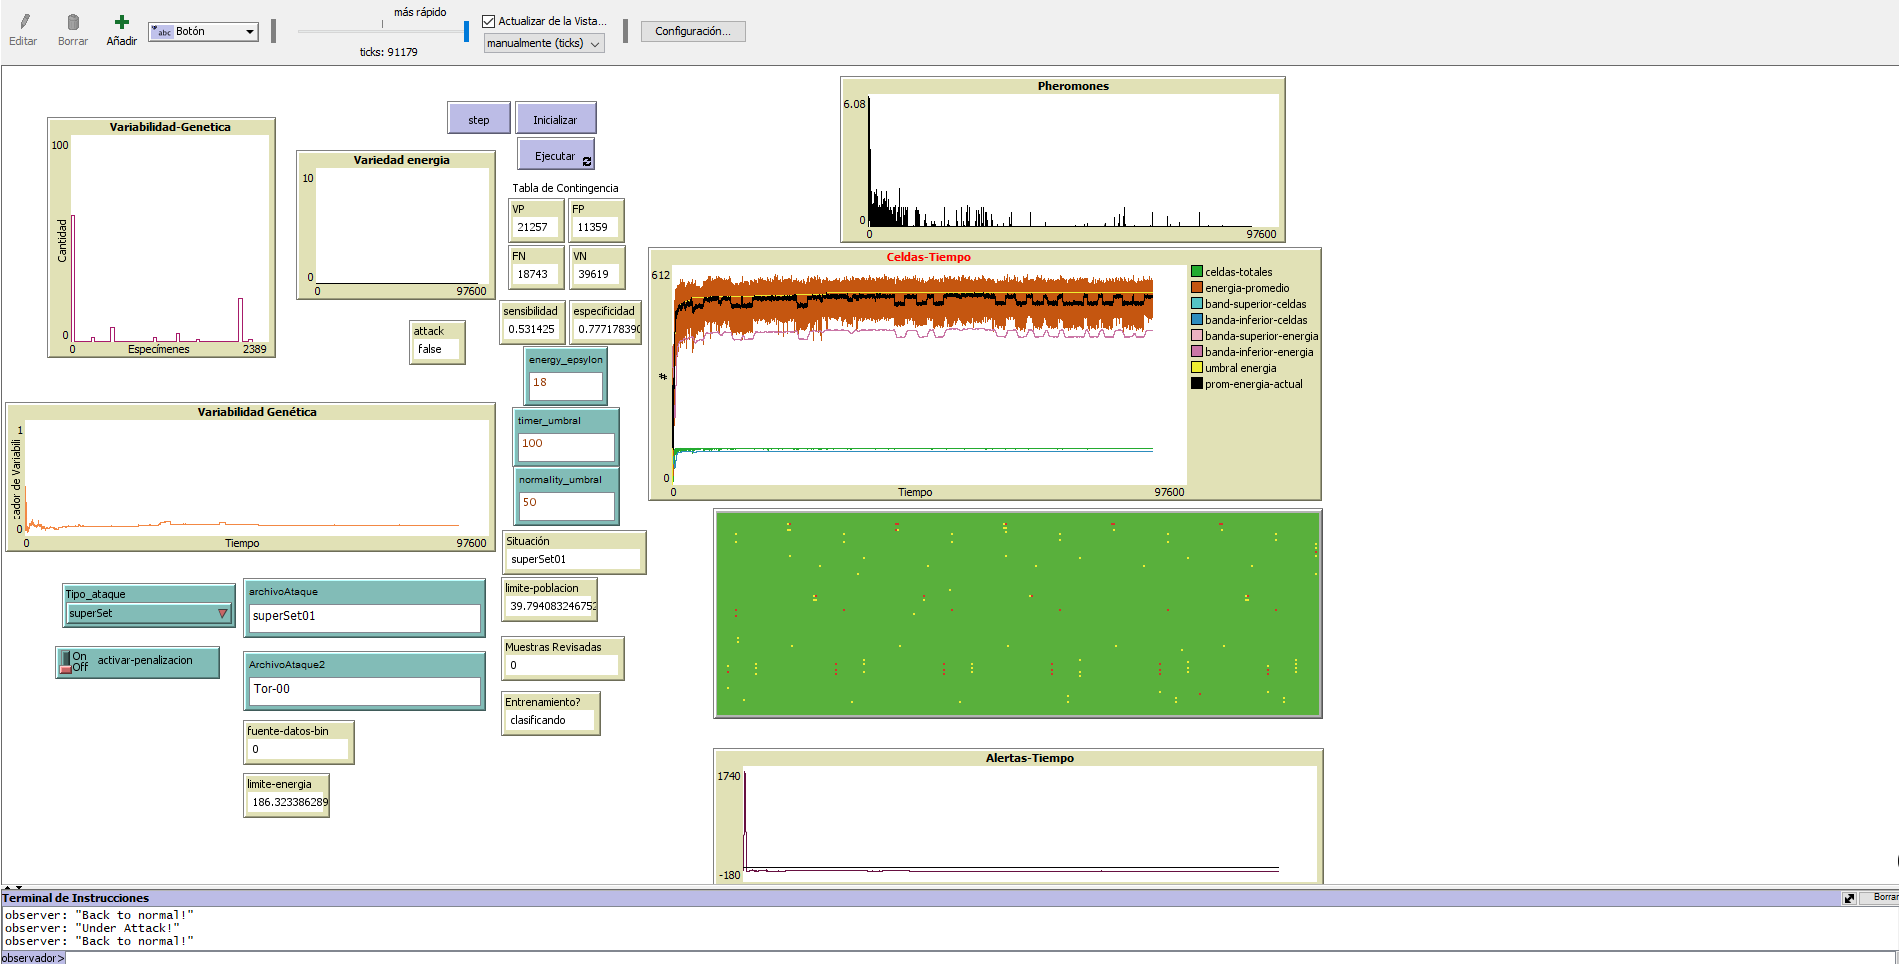 más rápido
Editar
Borrar
Añadir
abc Botón
ticks: 91179
Actualizar de la Vista...
manualmente (ticks)
Configuración...
Variabilidad-Genetica
100
Cantidad
0
0
Especímenes
2389
Variedad energia
10
0
0
97600
step
Inicializar
Ejecutar
Tabla de Contingencia
VP
21257
FP
11359
FN
18743
VN
39619
sensibilidad
0.531425
especificidad
0.777178390
attack
false
energy_epsylon
18
timer_umbral
100
normality_umbral
50
Pheromones
6.08
0
0
97600
Celdas-Tiempo
612
#
0
0
Tiempo
97600
celdas-totales
energia-promedio
band-superior-celdas
banda-inferior-celdas
banda-superior-energia
banda-inferior-energia
umbral energia
prom-energia-actual
Variabilidad Genética
1
cador de Variabili
0
0
Tiempo
97600
Situación
superSet01
limite-poblacion
39.794083246752
Muestras Revisadas
0
Entrenamiento?
clasificando
Tipo_ataque
superSet
On
Off
activar-penalizacion
archivoAtaque
superSet01
ArchivoAtaque2
Tor-00
fuente-datos-bin
0
limite-energia
186.323386289
Alertas-Tiempo
1740
-180
Terminal de Instrucciones
Borrar
observer: "Back to normal!"
observer: "Under Attack!"
observer: "Back to normal!"
observador>